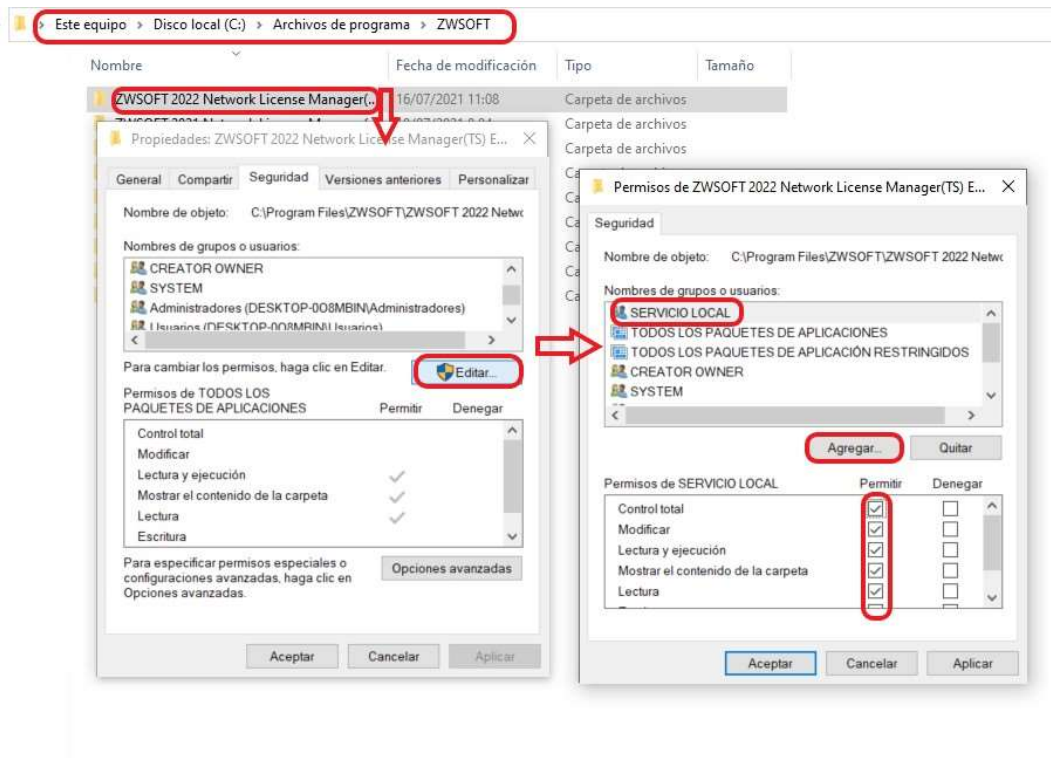 Este equipo > Disco local (C:) > Archivos de programa > ZWSOFT
Nombre Fecha de modificación Tipo Tamaño
ZWSOFT 2022 Network License Manager(... 16/07/2021 11:08 Carpeta de archivos
Carpeta de archivos
Carpeta de archivos
Propiedades: ZWSOFT 2022 Network License Manager(TS) E...
General Compartir Seguridad Versiones anteriores Personalizar
Nombre de objeto: C:\Program Files\ZWSOFT\ZWSOFT 2022 Netwo
Nombres de grupos o usuarios:
CREATOR OWNER
SYSTEM
Administradores (DESKTOP-0O8MBIN\Administradores)
Usuarios (DESKTOP-0O8MBIN\Usuarios)
Para cambiar los permisos, haga clic en Editar.
Editar...
Permisos de TODOS LOS
PAQUETES DE APLICACIONES Permitir Denegar
Control total
Modificar
Lectura y ejecución
Mostrar el contenido de la carpeta
Lectura
Escritura
Para especificar permisos especiales o
configuraciones avanzadas, haga clic en
Opciones avanzadas.
Opciones avanzadas
Aceptar Cancelar Aplicar
Permisos de ZWSOFT 2022 Network License Manager(TS) E...
Seguridad
Nombre de objeto: C:\Program Files\ZWSOFT\ZWSOFT 2022 Netwo
Nombres de grupos o usuarios:
SERVICIO LOCAL
TODOS LOS PAQUETES DE APLICACIONES
TODOS LOS PAQUETES DE APLICACIÓN RESTRINGIDOS
CREATOR OWNER
SYSTEM
Agregar... Quitar
Permisos de SERVICIO LOCAL Permitir Denegar
Control total
Modificar
Lectura y ejecución
Mostrar el contenido de la carpeta
Lectura
Aceptar Cancelar Aplicar